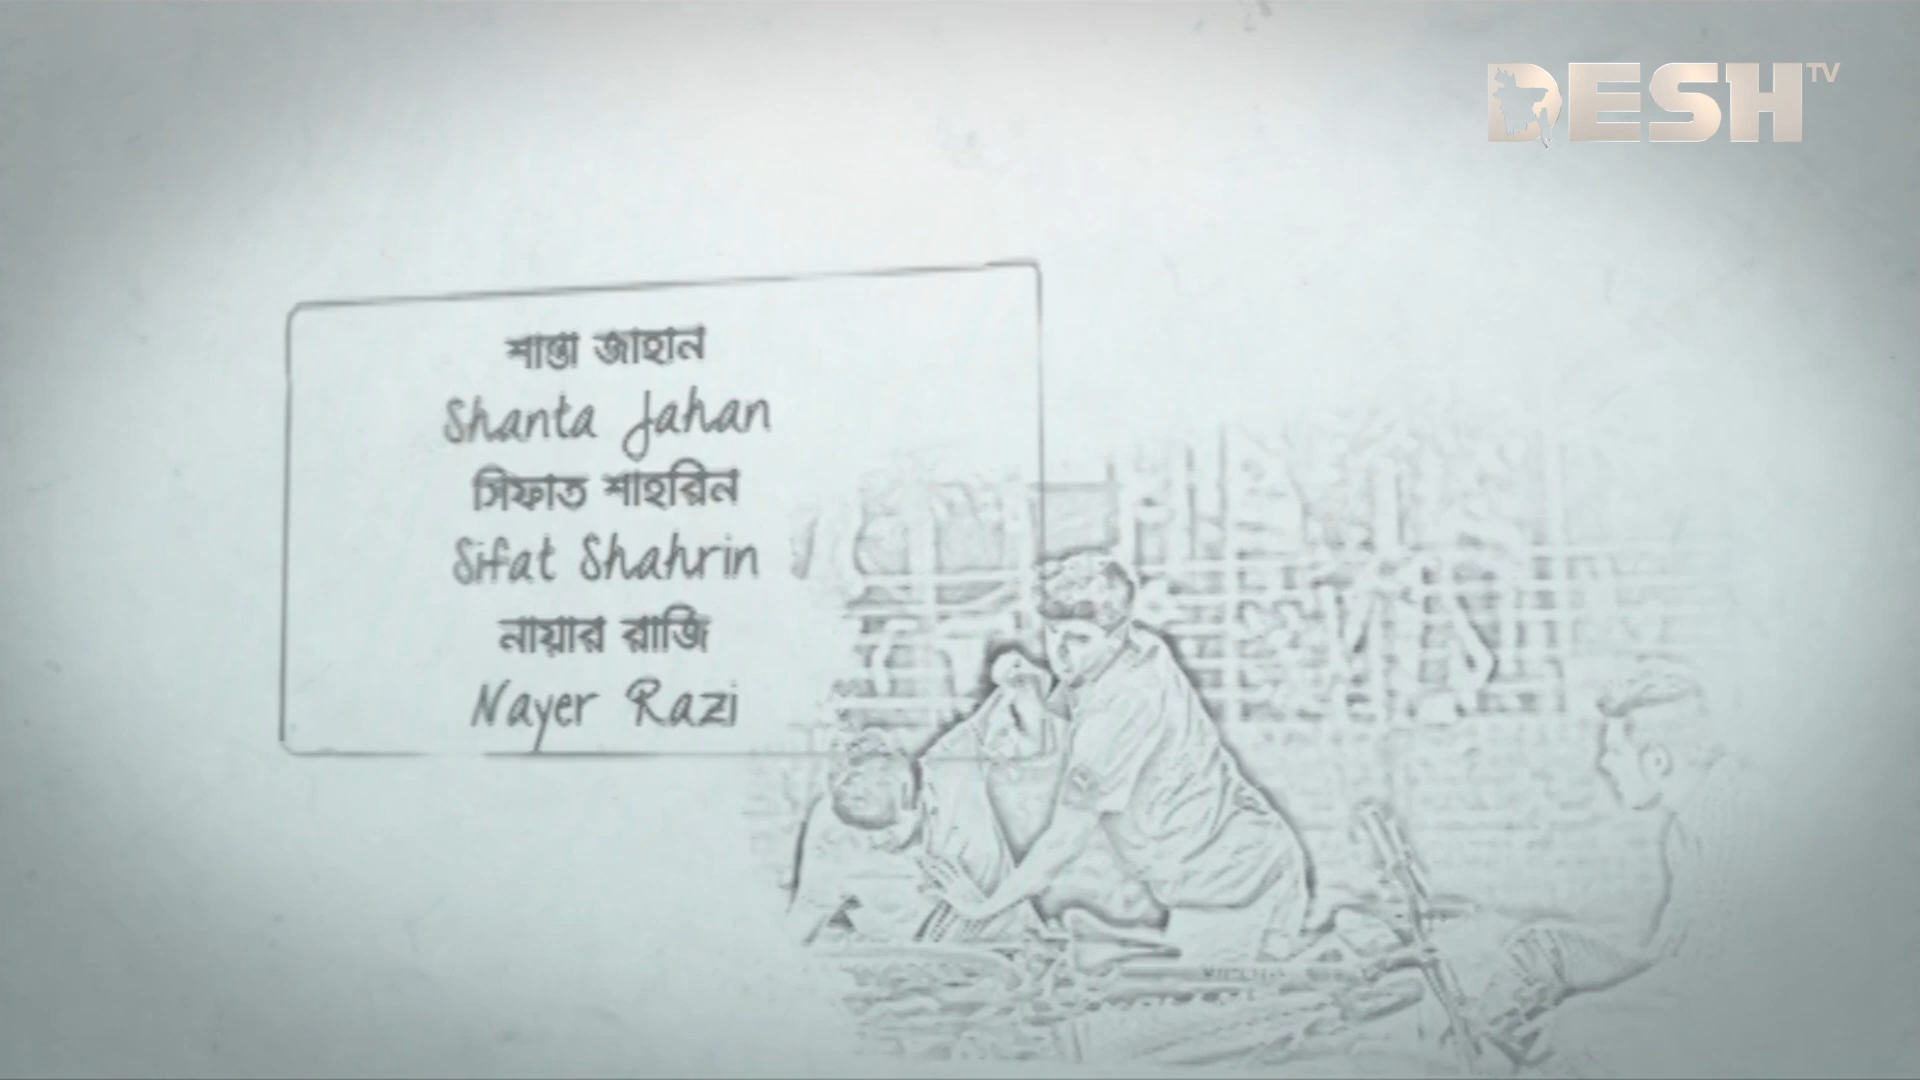 DESH TV
শান্তা জাহান
Shanta Jahan
সিফাত শাহরিন
Sifat Shahrin
নায়ার রাজি
Nayer Razi